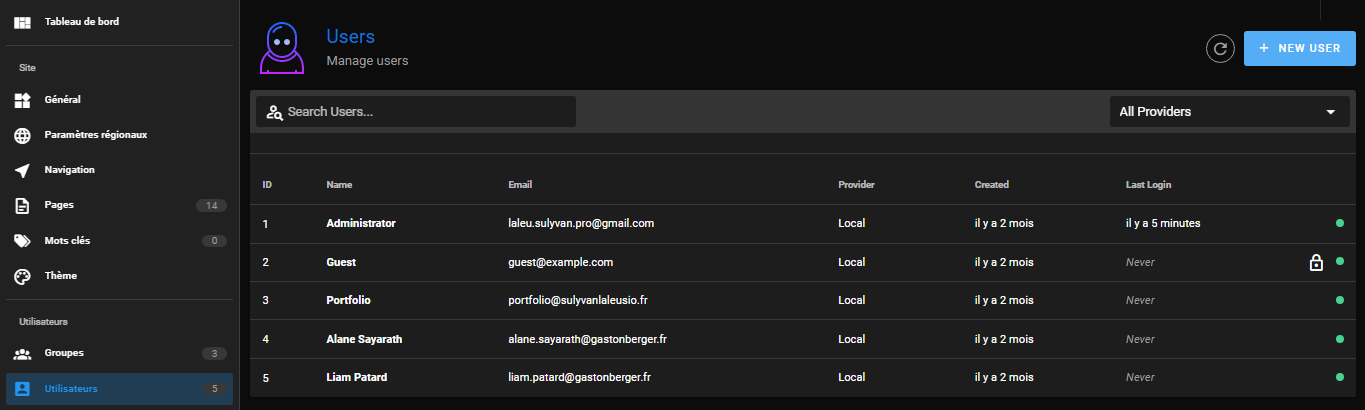 Tableau de bord
Site
Général
Paramètres régionaux
Navigation
Pages 14
Mots clés 0
Thème
Utilisateurs
Groupes 3
Utilisateurs 5
Users
Manage users
+ NEW USER
Search Users...
All Providers
ID Name Email Provider Created Last Login
1 Administrator laleu.sulyvan.pro@gmail.com Local il y a 2 mois il y a 5 minutes
2 Guest guest@example.com Local il y a 2 mois Never
3 Portfolio portfolio@sulyvanlaleusio.fr Local il y a 2 mois Never
4 Alane Sayarath alane.sayarath@gastonberger.fr Local il y a 2 mois Never
5 Liam Patard liam.patard@gastonberger.fr Local il y a 2 mois Never